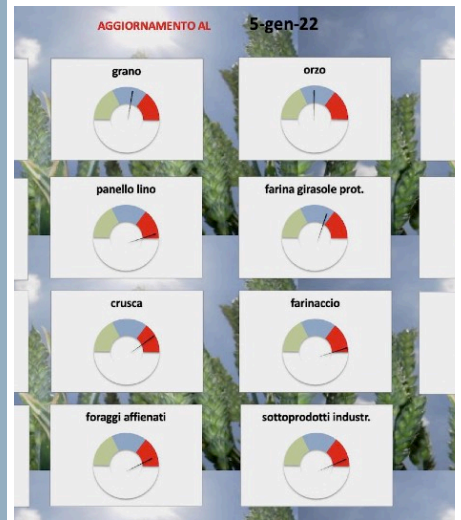 AGGIORNAMENTO AL 5-gen-22
grano orzo
panello lino farina girasole prot.
crusca farinaccio
foraggi affienati sottoprodotti industr.